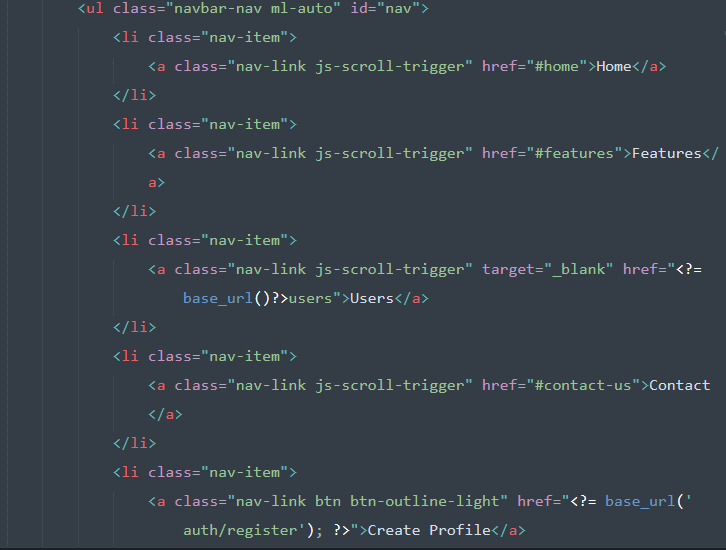 <ul class="navbar-nav ml-auto" id="nav">
<li class="nav-item">
<a class="nav-link js-scroll-trigger" href="#home">Home</a>
</li>
<li class="nav-item">
<a class="nav-link js-scroll-trigger" href="#features">Features</
a>
</li>
<li class="nav-item">
<a class="nav-link js-scroll-trigger" target="_blank" href="<?=
base_url()?>users">Users</a>
</li>
<li class="nav-item">
<a class="nav-link js-scroll-trigger" href="#contact-us">Contact
</a>
</li>
<li class="nav-item">
<a class="nav-link btn btn-outline-light" href="<?= base_url('
auth/register'); ?>">Create Profile</a>